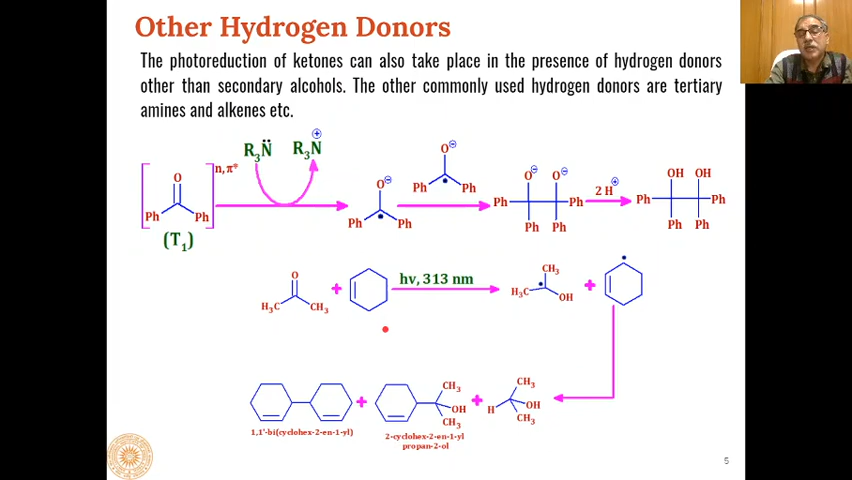 Other Hydrogen Donors
The photoreduction of ketones can also take place in the presence of hydrogen donors
other than secondary alcohols. The other commonly used hydrogen donors are tertiary
amines and alkenes etc.
[ O Ph Ph ] n,π*
(T₁)
R₃N̈ R₃N⊕
O⊖ Ph Ph
O⊖ Ph Ph
O⊖ O⊖ Ph Ph Ph Ph
2 H⊕
OH OH Ph Ph Ph Ph
O H₃C CH₃ +
hν, 313 nm
CH₃ H₃C OH +
+ CH₃ OH CH₃ + CH₃ H OH CH₃
1,1'-bi(cyclohex-2-en-1-yl)
2-cyclohex-2-en-1-yl
propan-2-ol
5